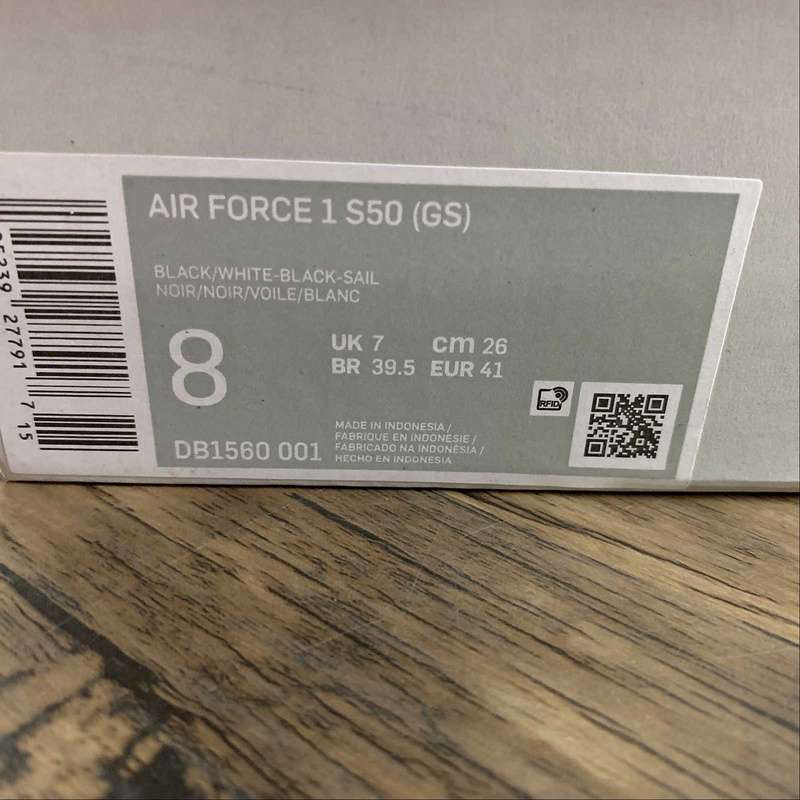 AIR FORCE 1 S50 (GS)
BLACK/WHITE-BLACK-SAIL
NOIR/NOIR/VOILE/BLANC
8
UK 7 cm 26
BR 39.5 EUR 41
RFID
DB1560 001
MADE IN INDONESIA /
FABRIQUE EN INDONESIE /
FABRICADO NA INDONÉSIA /
HECHO EN INDONESIA
27791
7 15